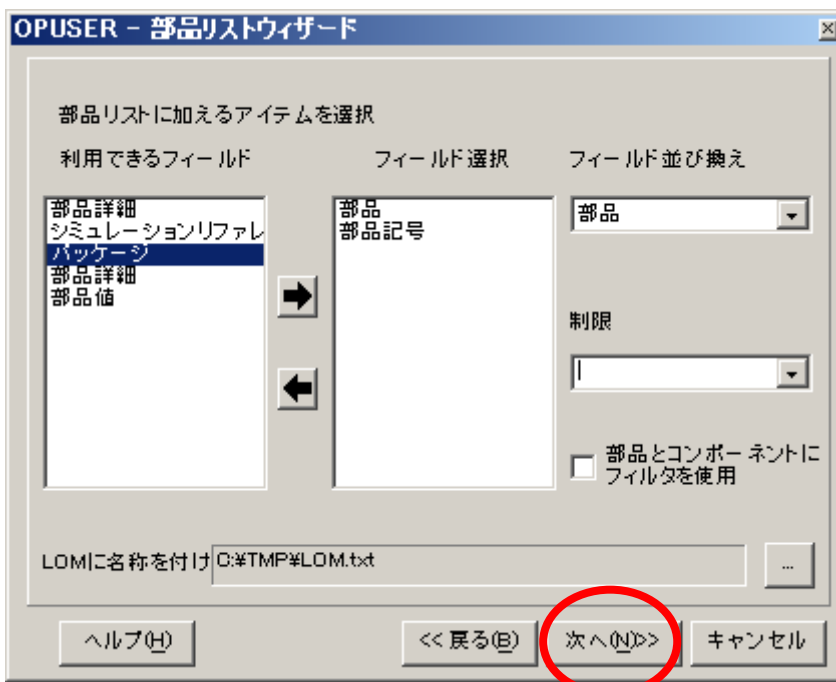 OPUSER - 部品リストウィザード
部品リストに加えるアイテムを選択
利用できるフィールド
フィールド選択
フィールド並び換え
部品詳細
シミュレーションリファレ
パッケージ
部品詳細
部品値
部品
部品記号
部品
制限
部品とコンポーネントに
フィルタを使用
LOMに名称を付け
C:¥TMP¥LOM.txt
...
ヘルプ(H)
<< 戻る(B)
次へ(N)>>
キャンセル